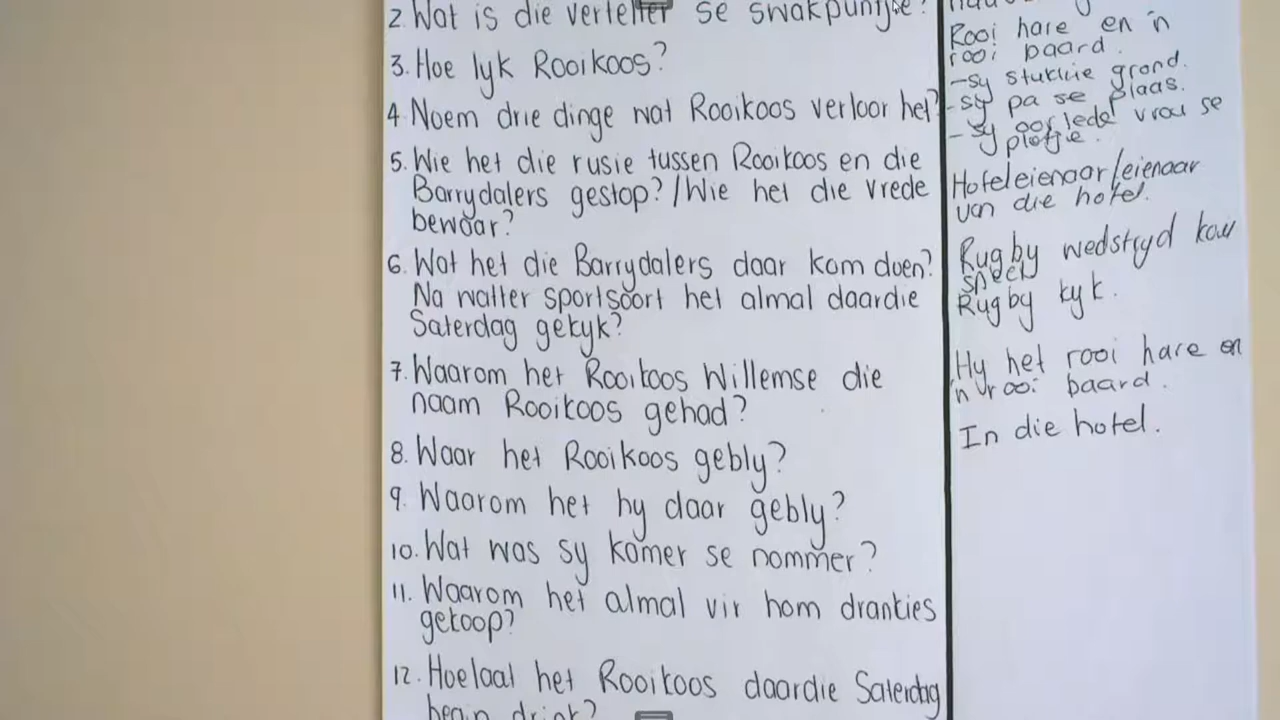 2. Wat is die verteller se swakpuntjie?
3. Hoe lyk Rooikoos?
4 Noem drie dinge wat Rooikoos verloor het?
5. Wie het die rusie tussen Rooikoos en die
Barrydalers gestop? / Wie het die vrede
bewaar?
6. Wat het die Barrydalers daar kom doen?
Na watter sportsoort het almal daardie
Saterdag gekyk?
7. Waarom het Rooikoos Willemse die
naam Rooikoos gehad?
8. Waar het Rooikoos gebly?
9. Waarom het hy daar gebly?
10. Wat was sy kamer se nommer?
11. Waarom het almal vir hom drankies
gekoop?
12. Hoelaat het Rooikoos daardie Saterdag
begin drink?
Rooi hare en 'n
rooi baard.
- sy stukkie grond.
- sy pa se plaas.
- sy oorlede vrou se
plotjie.
Hoteleienaar/eienaar
van die hotel.
Rugby wedstryd kom
speel
Rugby kyk.
Hy het rooi hare en
'n rooi baard.
In die hotel.